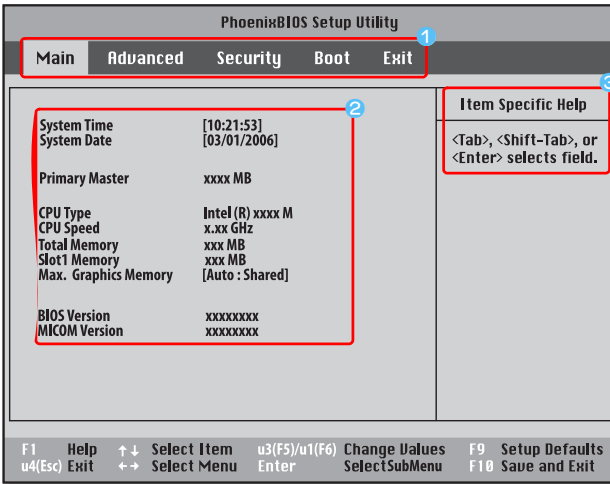 PhoenixBIOS Setup Utility
1
Main Advanced Security Boot Exit
2
System Time [10:21:53]
System Date [03/01/2006]
Primary Master xxxx MB
CPU Type Intel (R) xxxx M
CPU Speed x.xx GHz
Total Memory xxx MB
Slot1 Memory xxx MB
Max. Graphics Memory [Auto : Shared]
BIOS Version xxxxxxxx
MICOM Version xxxxxxxx
3
Item Specific Help
<Tab>, <Shift-Tab>, or
<Enter> selects field.
F1 Help ↑↓ Select Item u3(F5)/u1(F6) Change Values F9 Setup Defaults
u4(Esc) Exit ←→ Select Menu Enter SelectSubMenu F10 Save and Exit